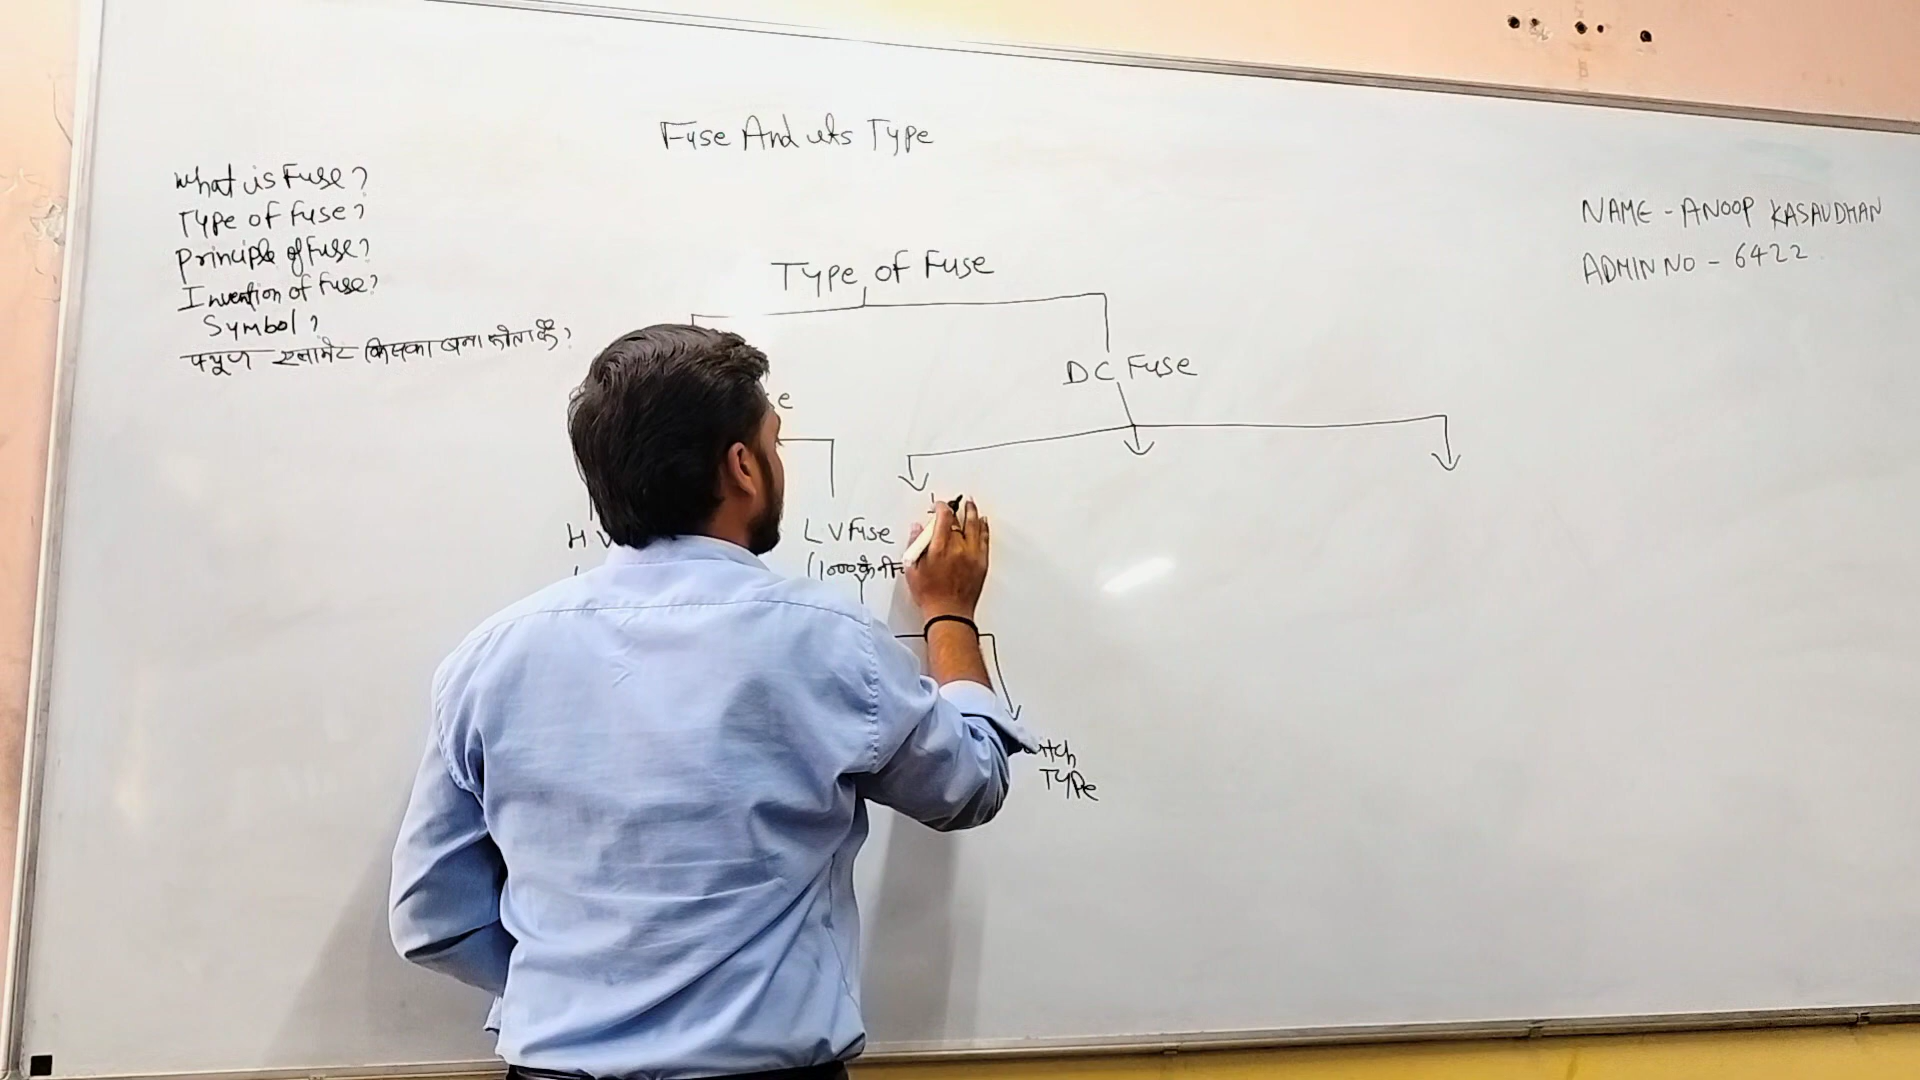 Fuse And its Type
What is Fuse?
Type of fuse?
Principle of Fuse?
Invention of fuse?
Symbol?
फ्यूज एलीमेंट किसका बना होता है?
NAME - ANOOP KASAUDHAN
ADMIN NO - 6422
Type of Fuse
DC Fuse
H V
LV Fuse
(1000 के नीचे
TYPE